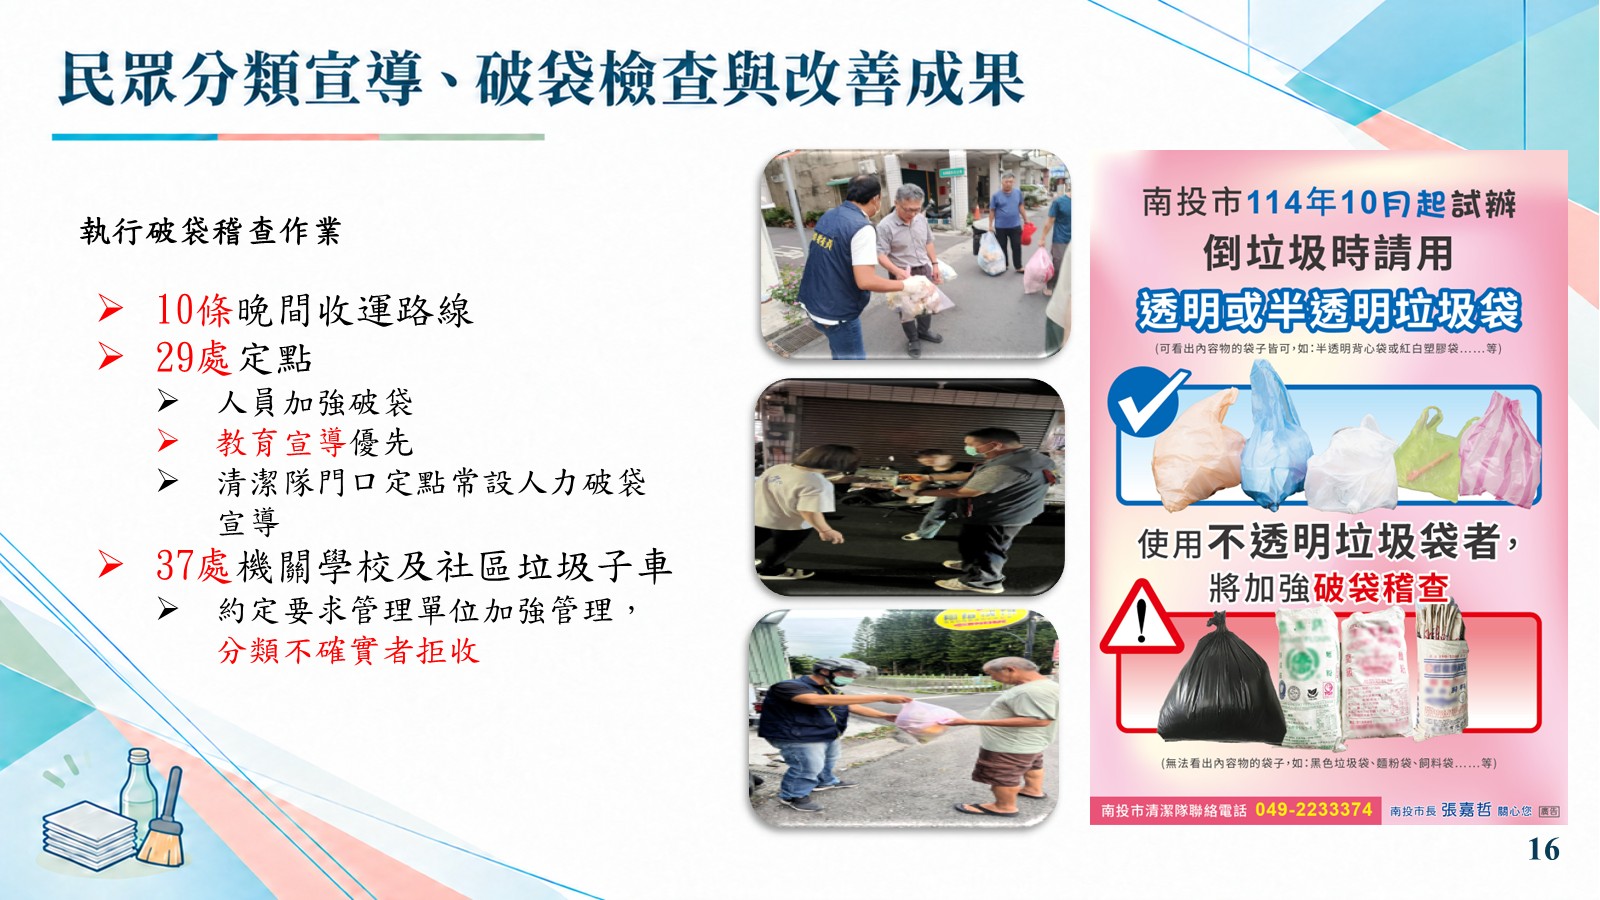 民眾分類宣導、破袋檢查與改善成果
執行破袋稽查作業
➢ 10條晚間收運路線
➢ 29處定點
➢ 人員加強破袋
➢ 教育宣導優先
➢ 清潔隊門口定點常設人力破袋
宣導
➢ 37處機關學校及社區垃圾子車
➢ 約定要求管理單位加強管理，
分類不確實者拒收
南投市114年10月起試辦
倒垃圾時請用
透明或半透明垃圾袋
(可看出內容物的袋子皆可,如:半透明背心袋或紅白塑膠袋……等)
使用不透明垃圾袋者，
將加強破袋稽查
(無法看出內容物的袋子,如:黑色垃圾袋、麵粉袋、飼料袋……等)
南投市清潔隊聯絡電話 049-2233374
南投市長 張嘉哲 關心您 廣告
16